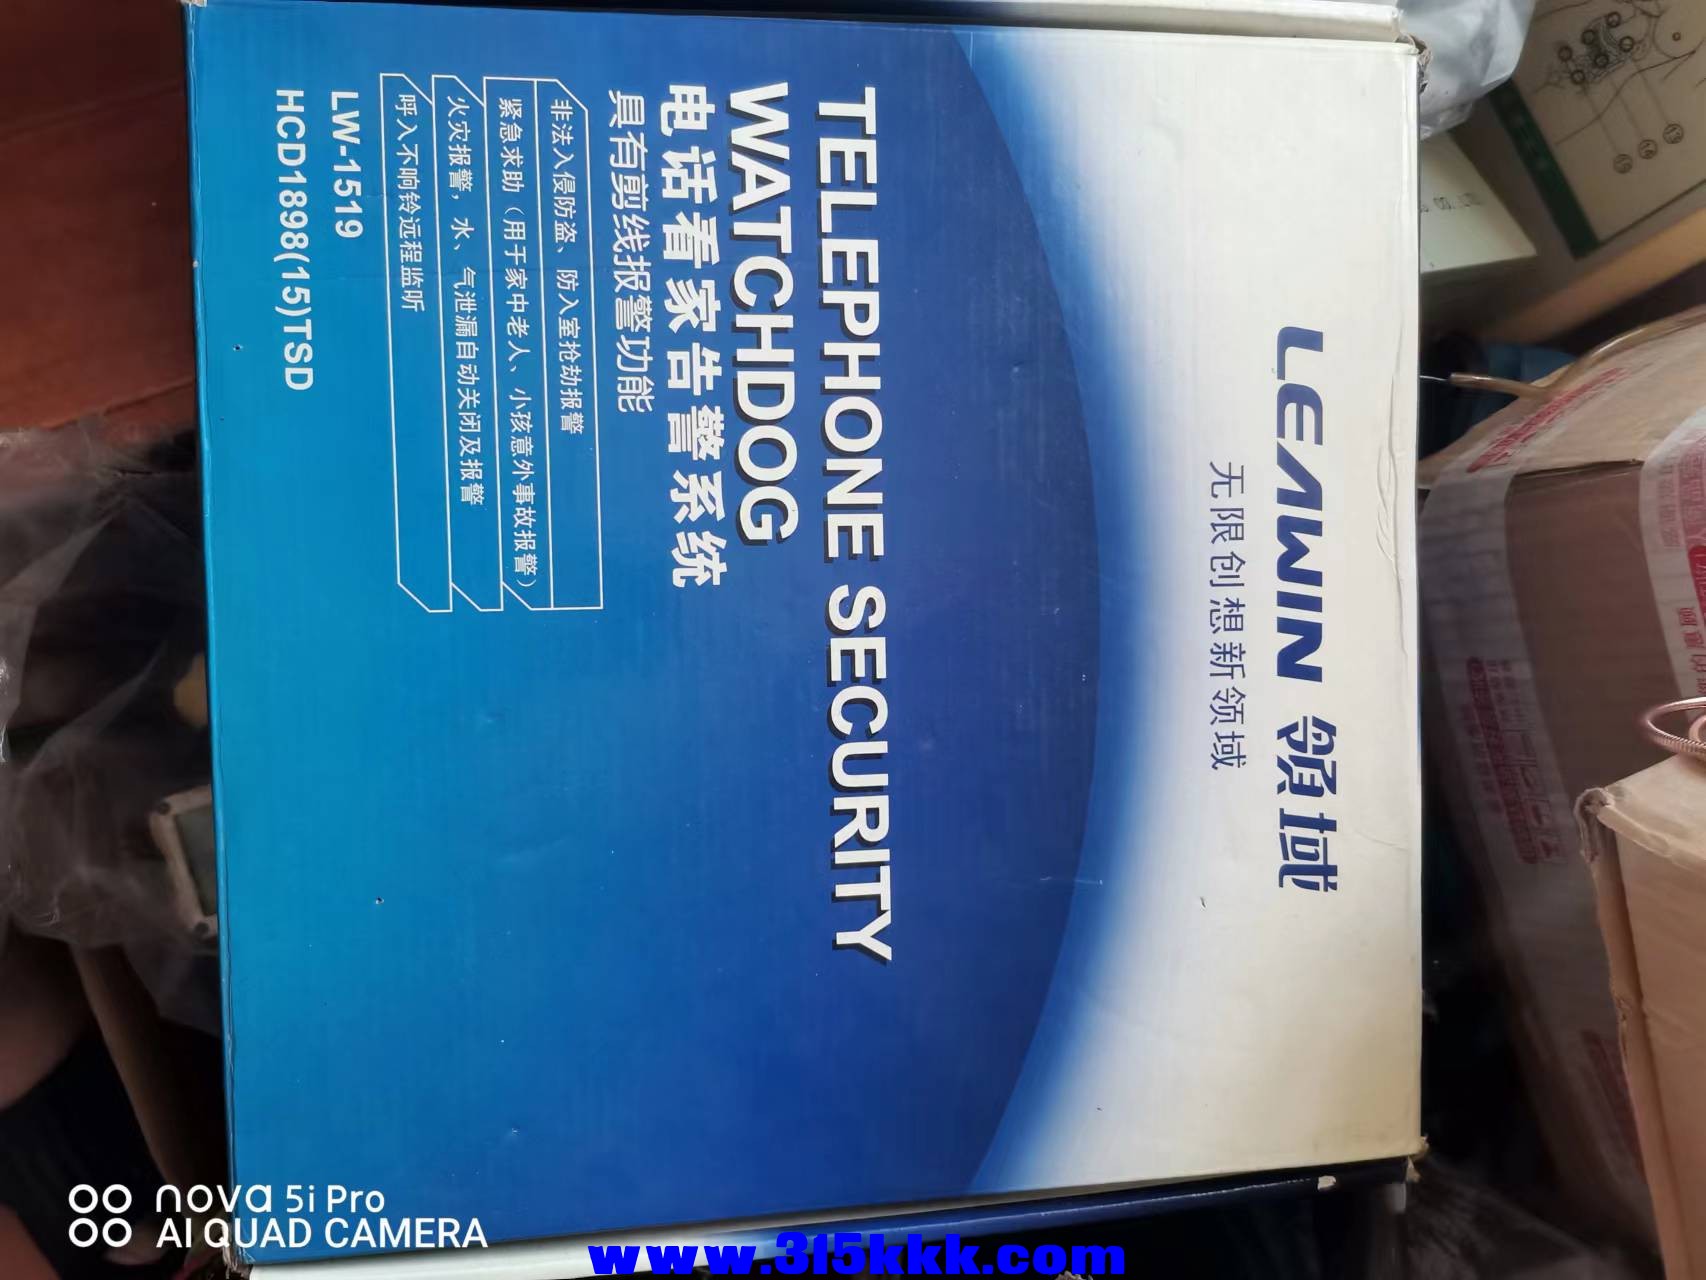 LEAWIN 领域
无限创想新领域
TELEPHONE SECURITY
WATCHDOG
电话看家告警系统
具有剪线报警功能
非法入侵防盗、防入室抢劫报警
紧急求助（用于家中老人、小孩意外事故报警）
火灾报警，水、气泄漏自动关闭及报警
呼入不响铃远程监听
LW-1519
HCD1898(15)TSD
nova 5i Pro
AI QUAD CAMERA
www.315kkk.com